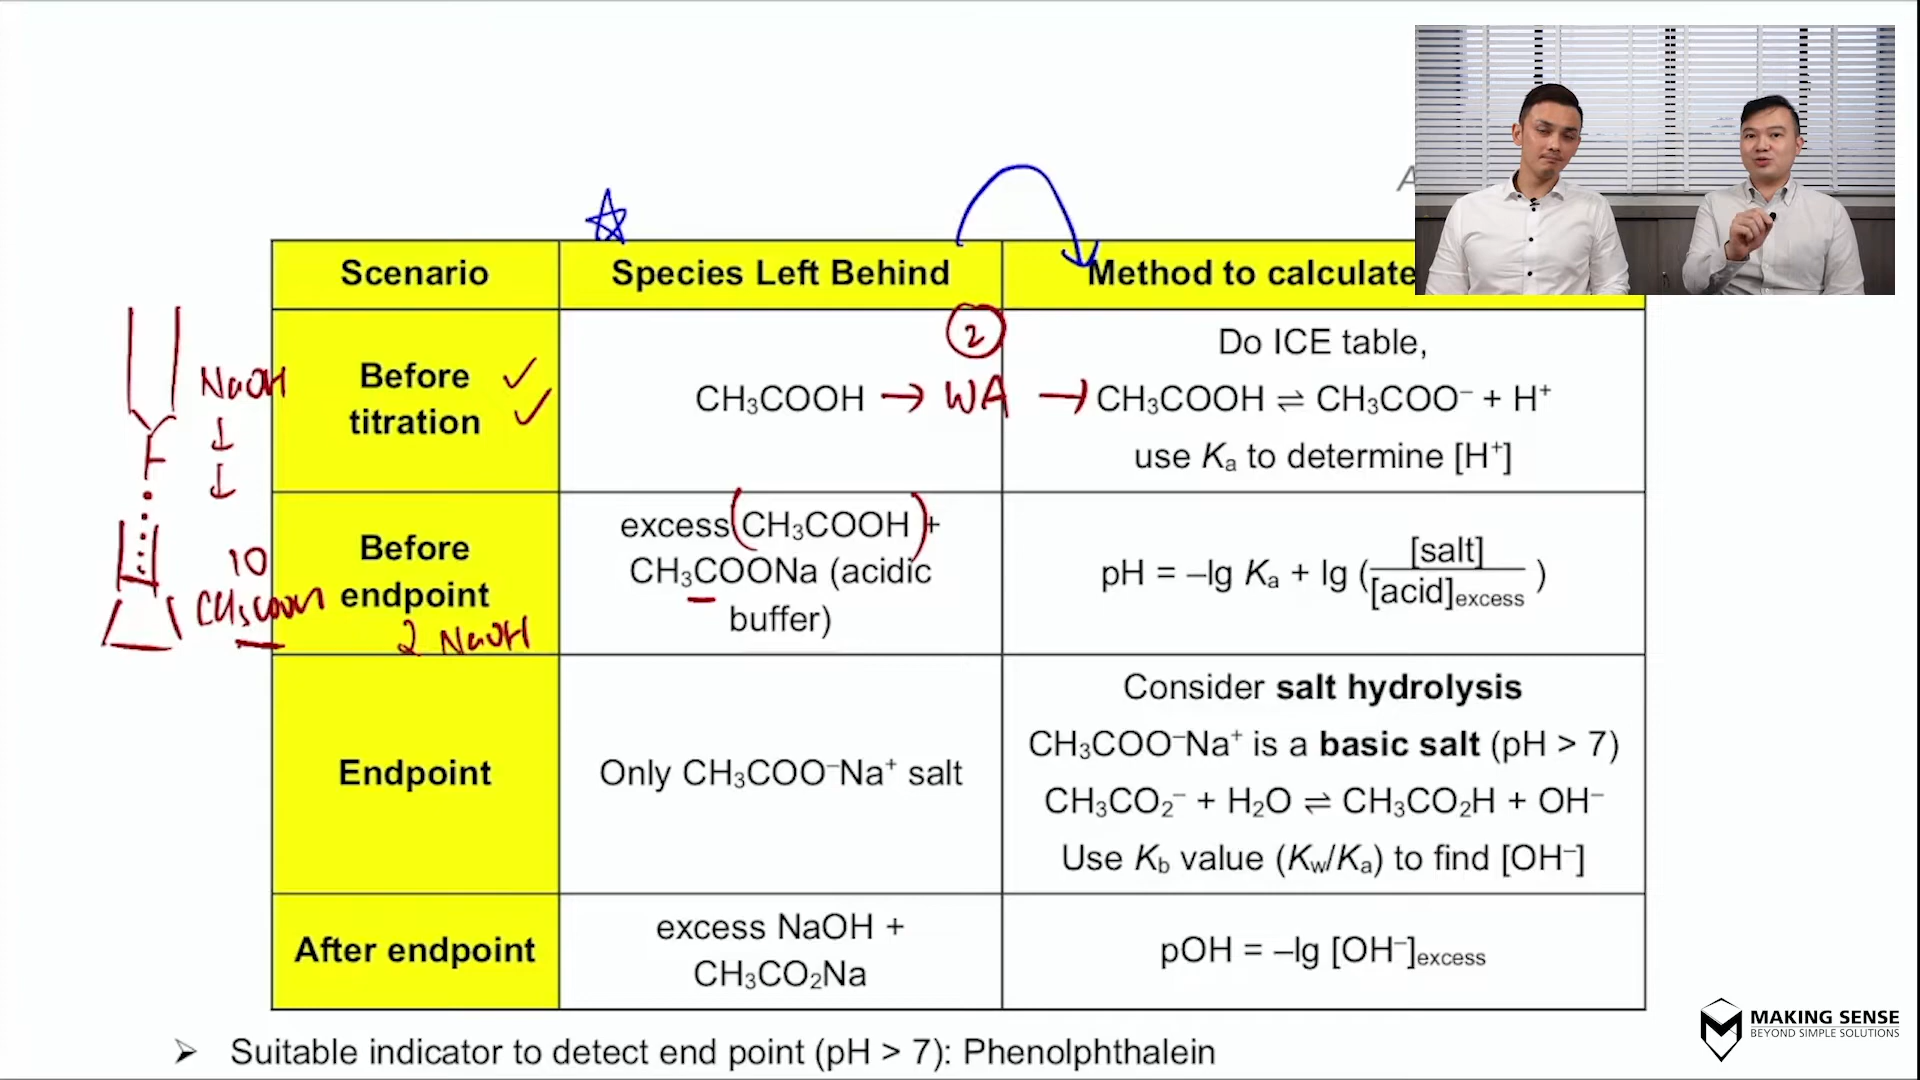 A
Scenario
Species Left Behind
Method to calculate
NaOH
Before
titration
CH₃COOH → WA →
2
Do ICE table,
CH₃COOH ⇌ CH₃COO⁻ + H⁺
use Kₐ to determine [H⁺]
10
CH₃COOH
Before
endpoint
2 NaOH
excess (CH₃COOH) +
CH₃COONa (acidic
buffer)
pH = –lg Kₐ + lg ([salt]/[acid]excess)
Endpoint
Only CH₃COO⁻Na⁺ salt
Consider salt hydrolysis
CH₃COO⁻Na⁺ is a basic salt (pH > 7)
CH₃CO₂⁻ + H₂O ⇌ CH₃CO₂H + OH⁻
Use Kb value (Kw/Kₐ) to find [OH⁻]
After endpoint
excess NaOH +
CH₃CO₂Na
pOH = –lg [OH⁻]excess
➢ Suitable indicator to detect end point (pH > 7): Phenolphthalein
MAKING SENSE
BEYOND SIMPLE SOLUTIONS